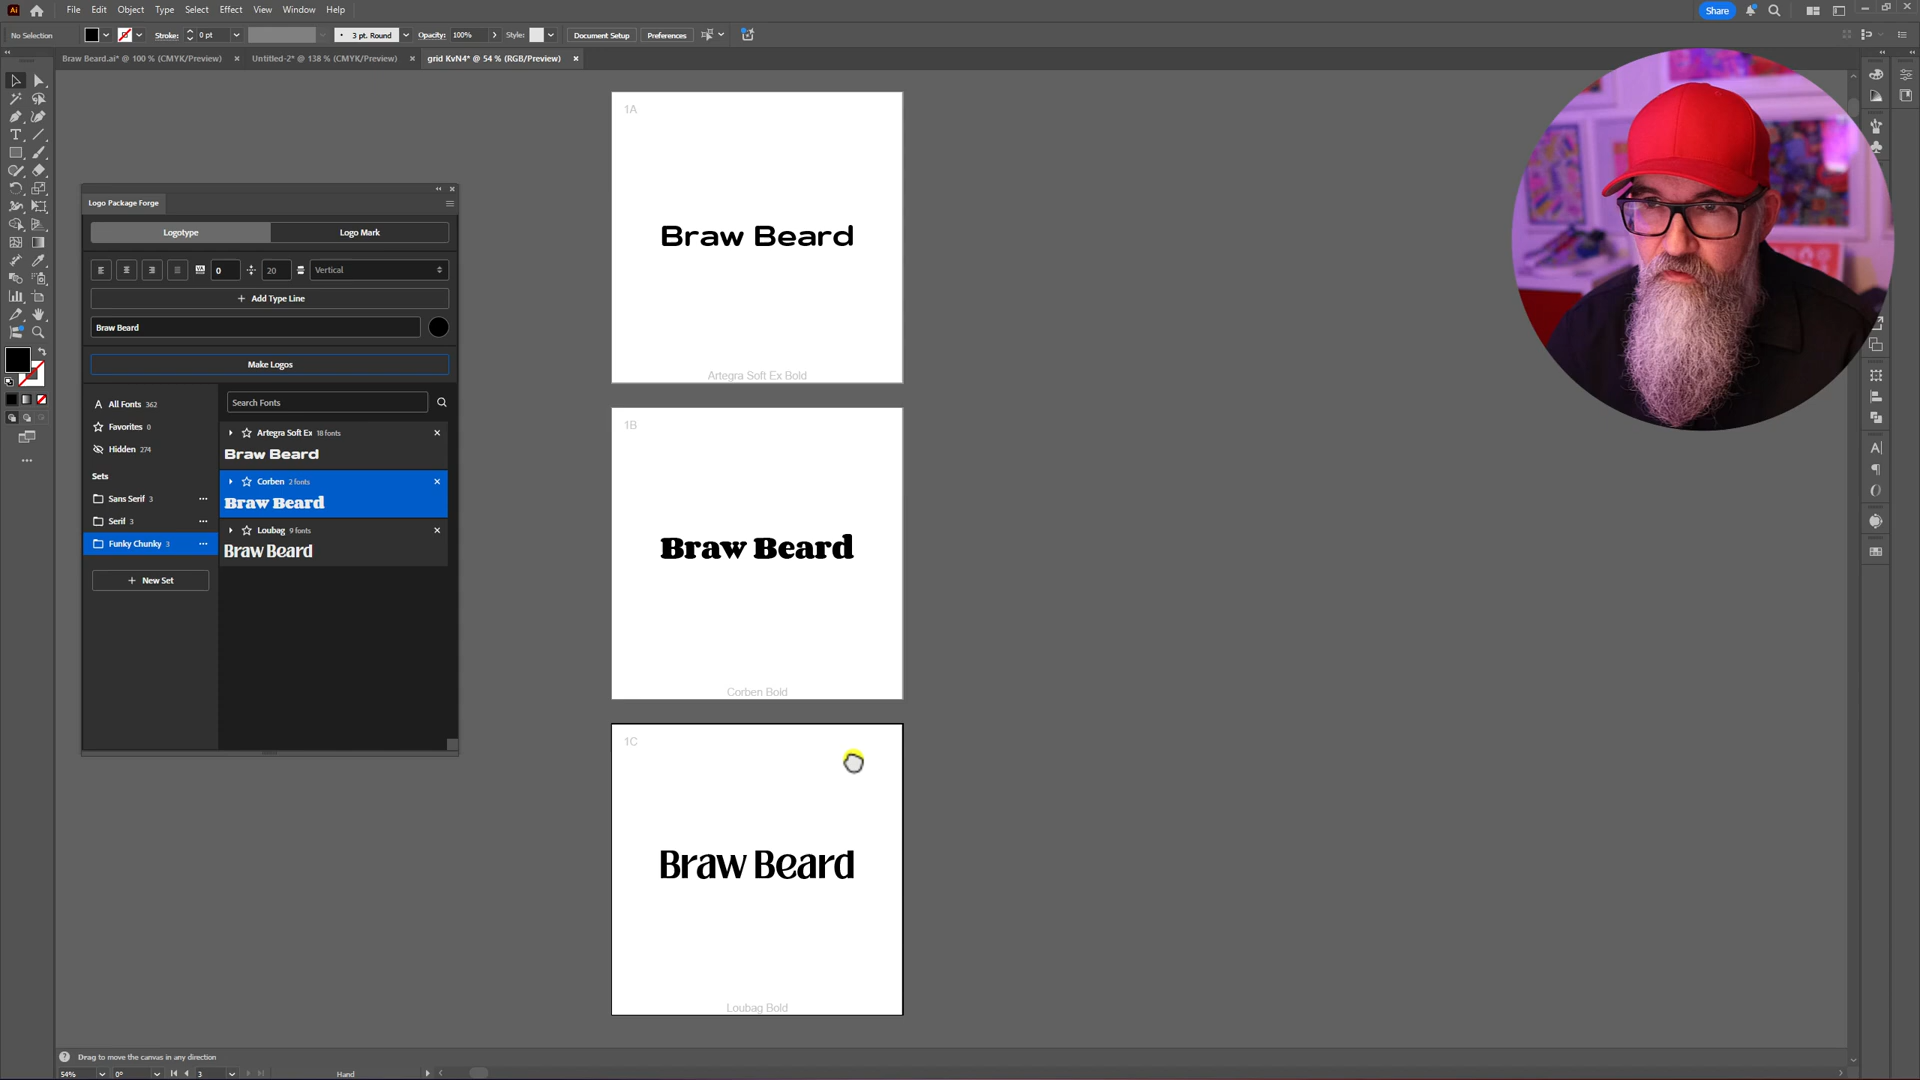 Ai File Edit Object Type Select Effect View Window Help Share
No Selection Stroke: 0 pt 3 pt. Round Opacity: 100% Style: Document Setup Preferences
Braw Beard.ai* @ 100 % (CMYK/Preview) × Untitled-2* @ 138 % (CMYK/Preview) × grid KvN4* @ 54 % (RGB/Preview) ×
Logo Package Forge
Logotype Logo Mark
0 20 Vertical
+ Add Type Line
Braw Beard
Make Logos
All Fonts 362
Favorites 0
Hidden 274
Sets
Sans Serif 3 ...
Serif 3 ...
Funky Chunky 3 ...
+ New Set
Search Fonts
Artegra Soft Ex 18 fonts
Braw Beard
Corben 2 fonts
Braw Beard
Loubag 9 fonts
Braw Beard
1A
Braw Beard
Artegra Soft Ex Bold
1B
Braw Beard
Corben Bold
1C
Braw Beard
Loubag Bold
Drag to move the canvas in any direction
54% 0° 3 Hand